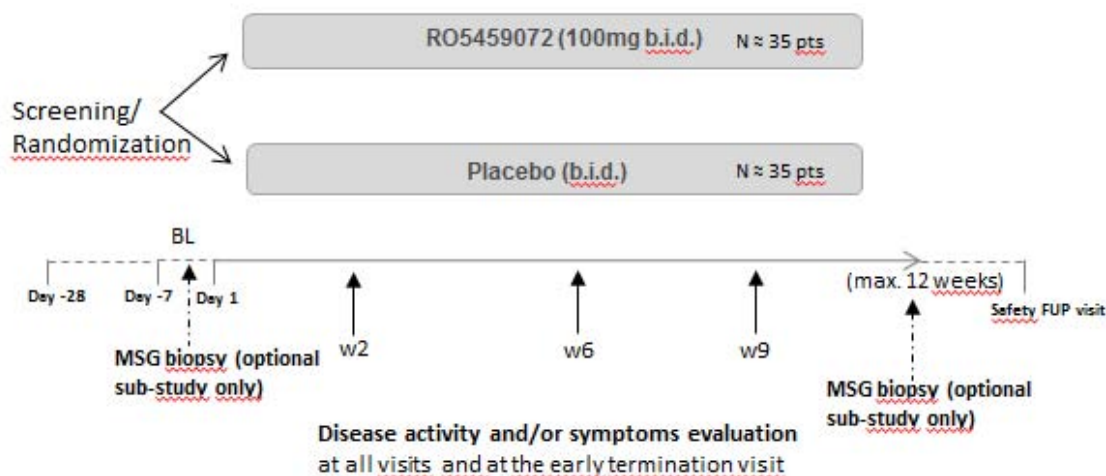 RO5459072 (100mg b.i.d.) N ≈ 35 pts
Screening/
Randomization
Placebo (b.i.d.) N ≈ 35 pts
BL
Day -28
Day -7
Day 1
(max. 12 weeks)
Safety FUP visit
w2
w6
w9
MSG biopsy (optional
sub-study only)
MSG biopsy (optional
sub-study only)
Disease activity and/or symptoms evaluation
at all visits and at the early termination visit